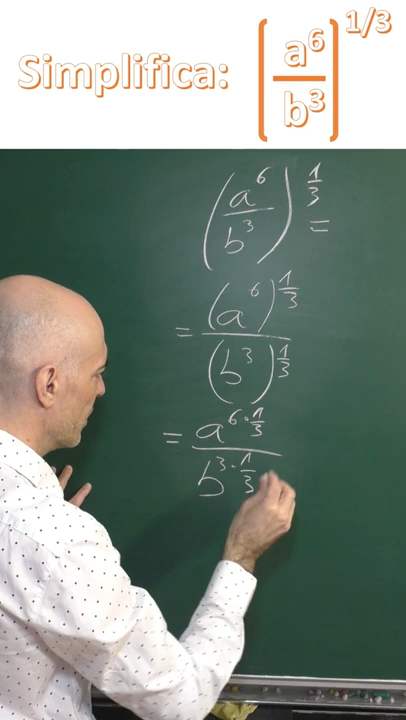 Simplifica: [a⁶/b³]^1/3
(a⁶/b³)^1/3 =
= (a⁶)^1/3 / (b³)^1/3
= a^6·1/3 / b^3·1/3